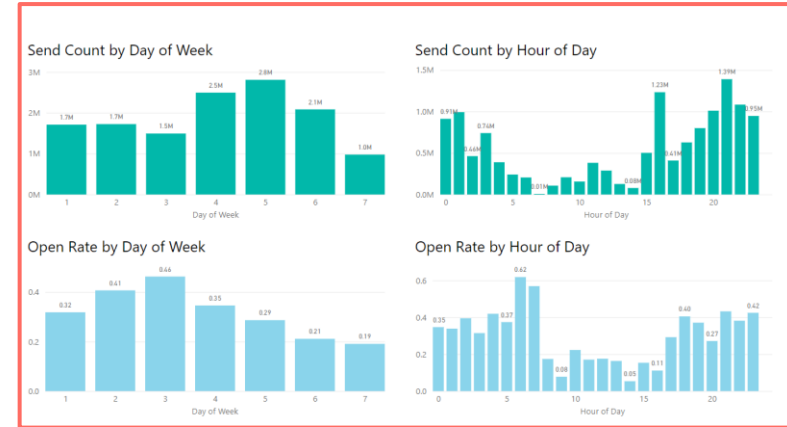 Send Count by Day of Week
3M
2M
1M
0M
1.7M
1.7M
1.5M
2.5M
2.8M
2.1M
1.0M
1 2 3 4 5 6 7
Day of Week
Send Count by Hour of Day
1.5M
1.0M
0.5M
0.0M
0.91M
0.46M
0.74M
0.01M
0.08M
1.23M
0.41M
1.39M
0.95M
0 5 10 15 20
Hour of Day
Open Rate by Day of Week
0.4
0.2
0.0
0.32
0.41
0.46
0.35
0.29
0.21
0.19
1 2 3 4 5 6 7
Day of Week
Open Rate by Hour of Day
0.6
0.4
0.2
0.0
0.35
0.37
0.62
0.08
0.05
0.11
0.40
0.27
0.42
0 5 10 15 20
Hour of Day